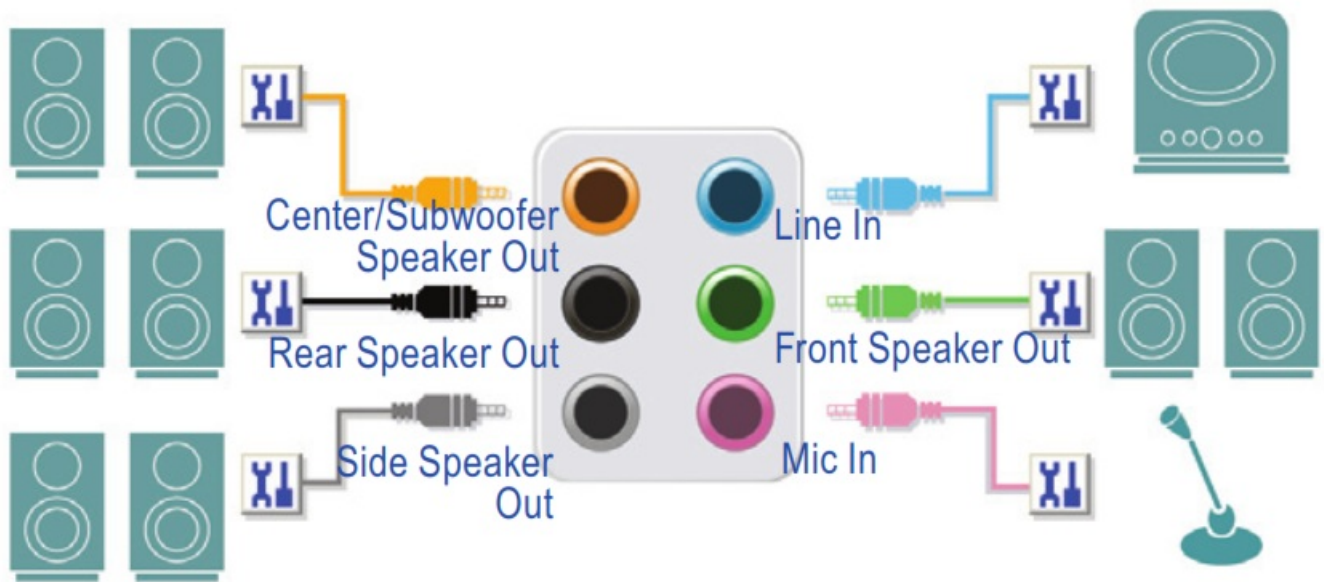 Center/Subwoofer
Speaker Out
Line In
Rear Speaker Out
Front Speaker Out
Side Speaker
Out
Mic In